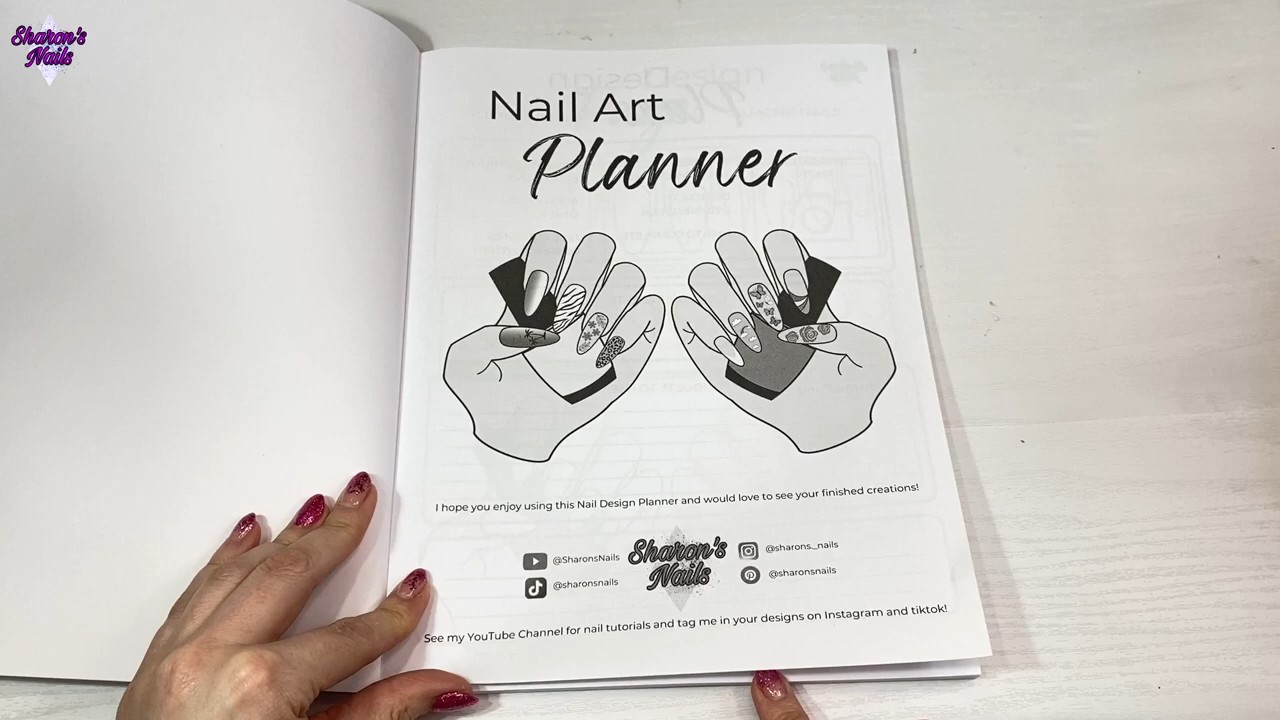 Sharon's
Nails
Nail Art
Planner
I hope you enjoy using this Nail Design Planner and would love to see your finished creations!
@SharonsNails
@sharonsnails
Sharon's
Nails
@sharons._nails
@sharonsnails
See my YouTube Channel for nail tutorials and tag me in your designs on Instagram and tiktok!